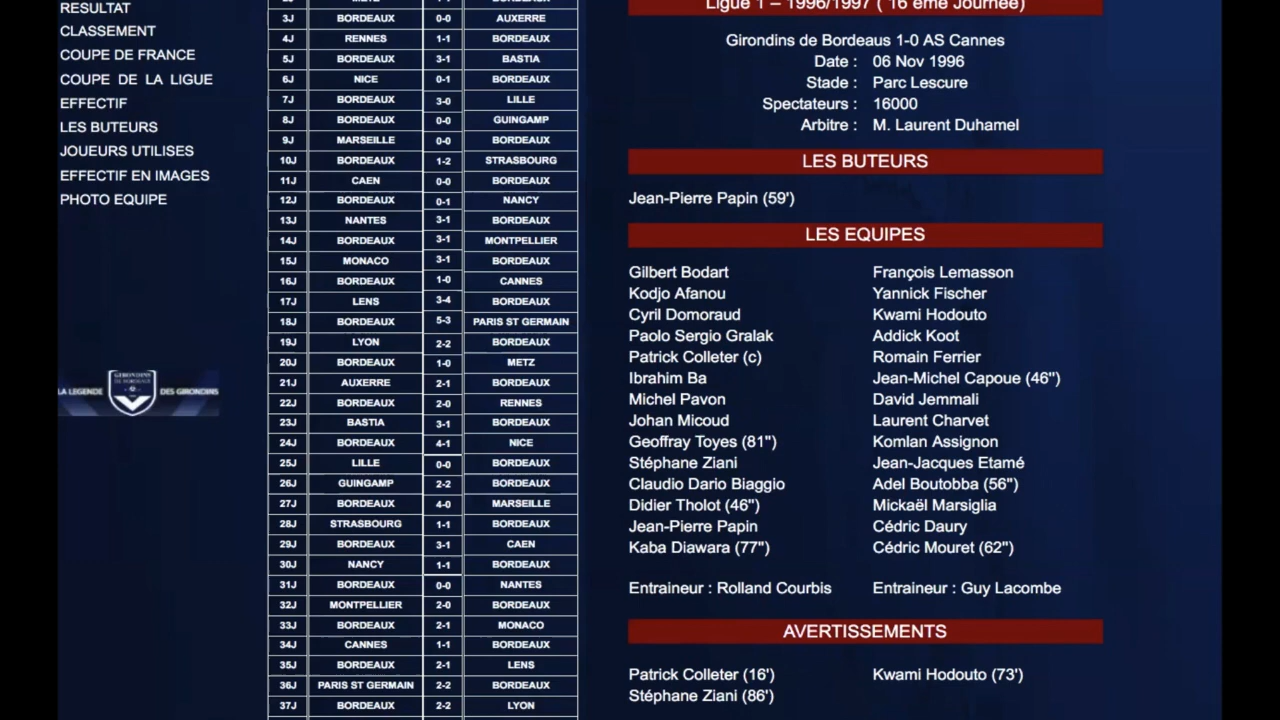 RESULTAT
CLASSEMENT
COUPE DE FRANCE
COUPE DE LA LIGUE
EFFECTIF
LES BUTEURS
JOUEURS UTILISES
EFFECTIF EN IMAGES
PHOTO EQUIPE
LA LEGENDE GIRONDINS DE BORDEAUX DES GIRONDINS
3J BORDEAUX 0-0 AUXERRE
4J RENNES 1-1 BORDEAUX
5J BORDEAUX 3-1 BASTIA
6J NICE 0-1 BORDEAUX
7J BORDEAUX 3-0 LILLE
8J BORDEAUX 0-0 GUINGAMP
9J MARSEILLE 0-0 BORDEAUX
10J BORDEAUX 1-2 STRASBOURG
11J CAEN 0-0 BORDEAUX
12J BORDEAUX 0-1 NANCY
13J NANTES 3-1 BORDEAUX
14J BORDEAUX 3-1 MONTPELLIER
15J MONACO 3-1 BORDEAUX
16J BORDEAUX 1-0 CANNES
17J LENS 3-4 BORDEAUX
18J BORDEAUX 5-3 PARIS ST GERMAIN
19J LYON 2-2 BORDEAUX
20J BORDEAUX 1-0 METZ
21J AUXERRE 2-1 BORDEAUX
22J BORDEAUX 2-0 RENNES
23J BASTIA 3-1 BORDEAUX
24J BORDEAUX 4-1 NICE
25J LILLE 0-0 BORDEAUX
26J GUINGAMP 2-2 BORDEAUX
27J BORDEAUX 4-0 MARSEILLE
28J STRASBOURG 1-1 BORDEAUX
29J BORDEAUX 3-1 CAEN
30J NANCY 1-1 BORDEAUX
31J BORDEAUX 0-0 NANTES
32J MONTPELLIER 2-0 BORDEAUX
33J BORDEAUX 2-1 MONACO
34J CANNES 1-1 BORDEAUX
35J BORDEAUX 2-1 LENS
36J PARIS ST GERMAIN 2-2 BORDEAUX
37J BORDEAUX 2-2 LYON
Ligue 1 – 1996/1997 ( 16 ème Journée)
Girondins de Bordeaus 1-0 AS Cannes
Date : 06 Nov 1996
Stade : Parc Lescure
Spectateurs : 16000
Arbitre : M. Laurent Duhamel
LES BUTEURS
Jean-Pierre Papin (59')
LES EQUIPES
Gilbert Bodart François Lemasson
Kodjo Afanou Yannick Fischer
Cyril Domoraud Kwami Hodouto
Paolo Sergio Gralak Addick Koot
Patrick Colleter (c) Romain Ferrier
Ibrahim Ba Jean-Michel Capoue (46'')
Michel Pavon David Jemmali
Johan Micoud Laurent Charvet
Geoffray Toyes (81'') Komlan Assignon
Stéphane Ziani Jean-Jacques Etamé
Claudio Dario Biaggio Adel Boutobba (56'')
Didier Tholot (46'') Mickaël Marsiglia
Jean-Pierre Papin Cédric Daury
Kaba Diawara (77'') Cédric Mouret (62'')
Entraineur : Rolland Courbis Entraineur : Guy Lacombe
AVERTISSEMENTS
Patrick Colleter (16') Kwami Hodouto (73')
Stéphane Ziani (86')